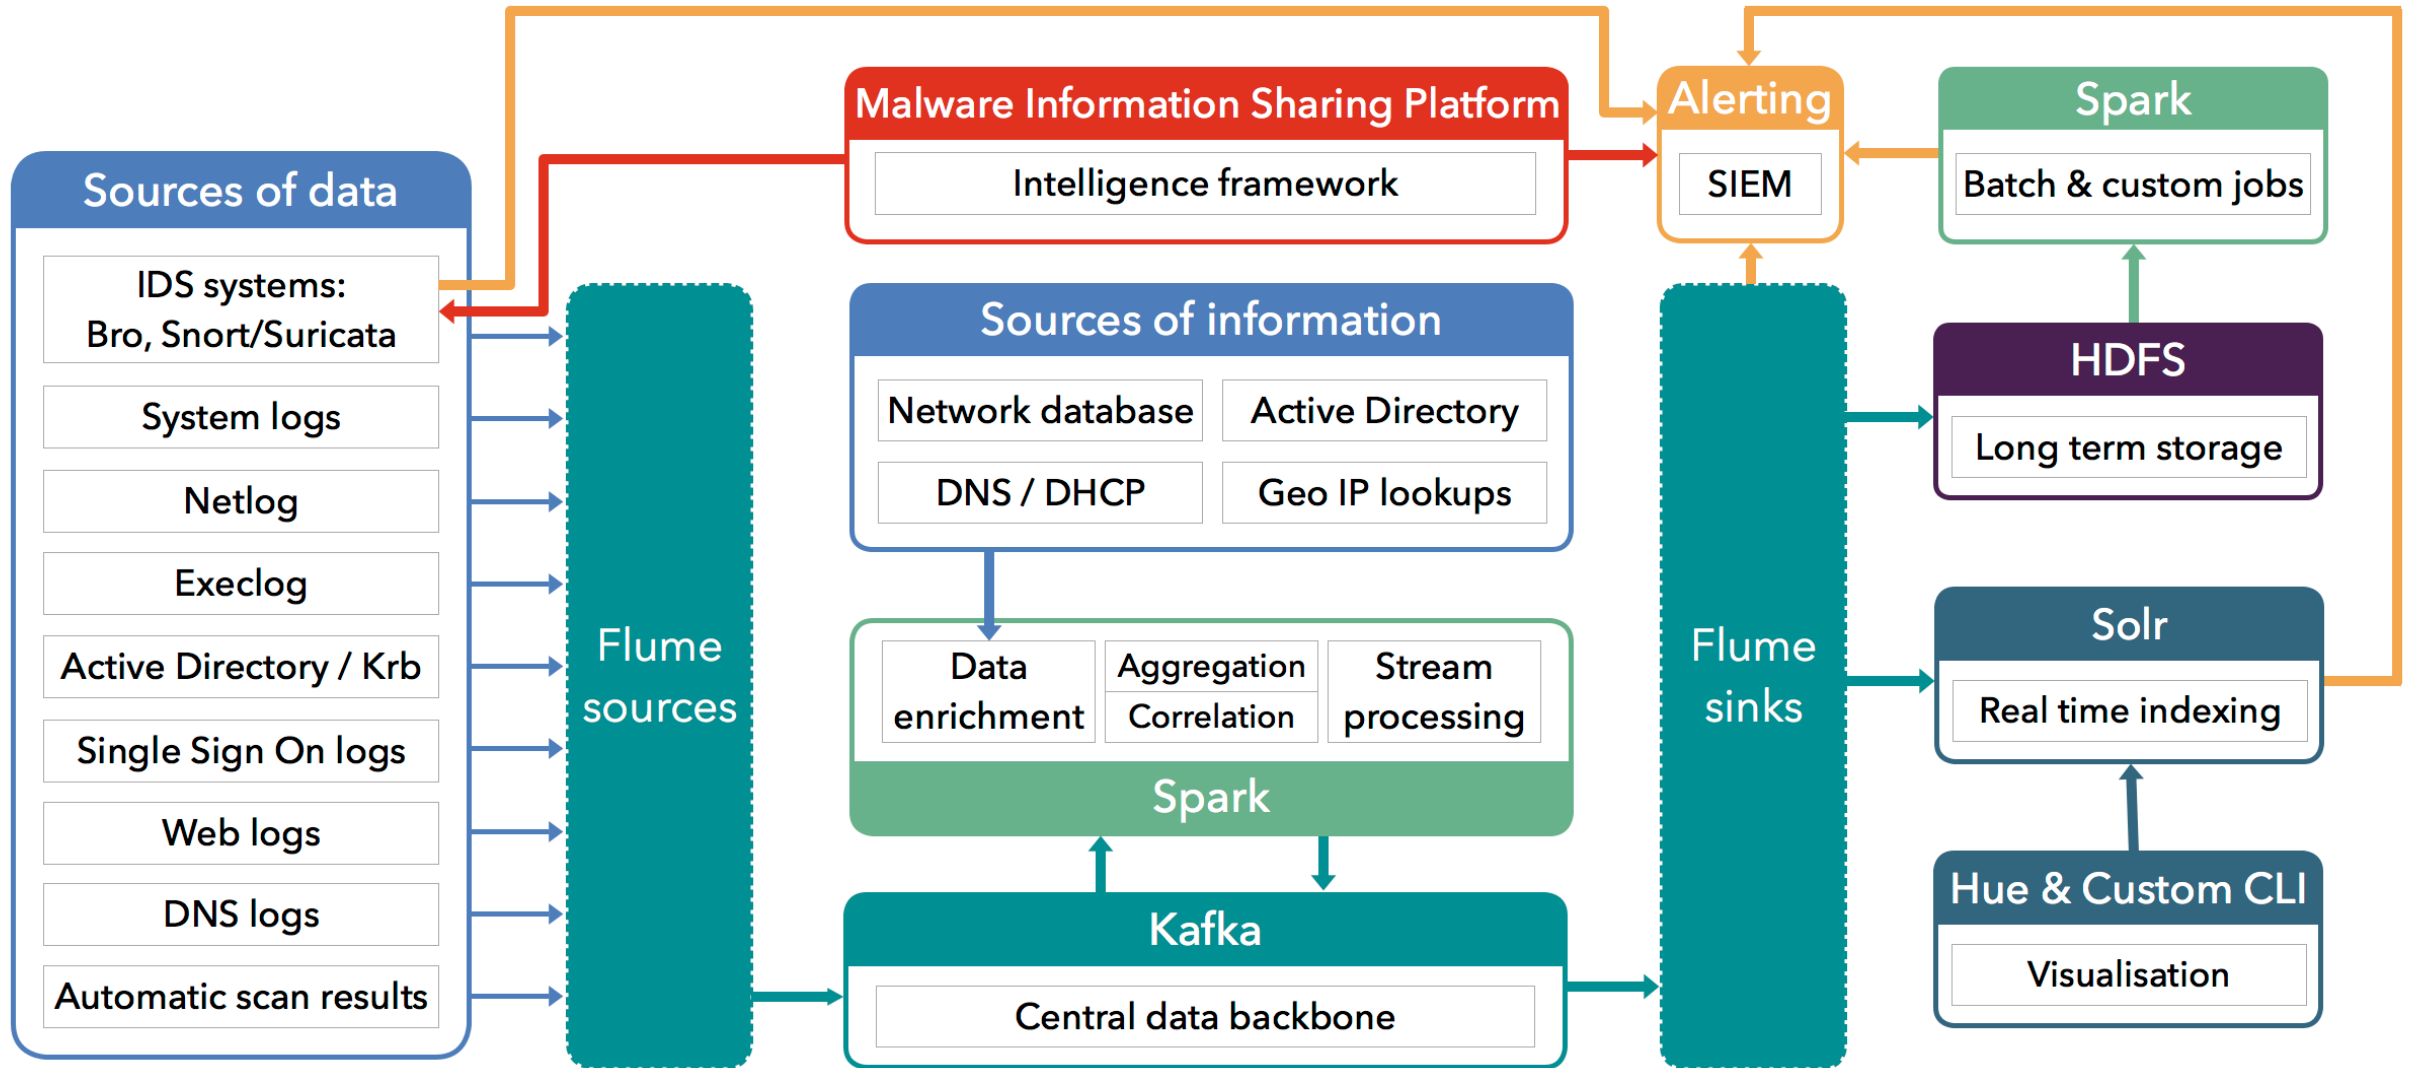 Malware Information Sharing Platform
Intelligence framework
Alerting
SIEM
Spark
Batch & custom jobs
Sources of data
IDS systems:
Bro, Snort/Suricata
System logs
Netlog
Execlog
Active Directory / Krb
Single Sign On logs
Web logs
DNS logs
Automatic scan results
Flume
sources
Sources of information
Network database
Active Directory
DNS / DHCP
Geo IP lookups
Data
enrichment
Aggregation
Correlation
Stream
processing
Spark
Kafka
Central data backbone
Flume
sinks
HDFS
Long term storage
Solr
Real time indexing
Hue & Custom CLI
Visualisation